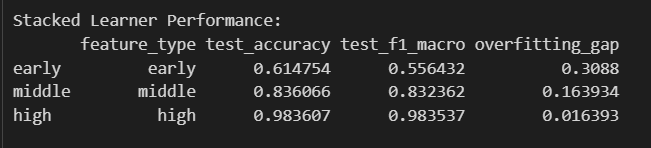 Stacked Learner Performance:
feature_type test_accuracy test_f1_macro overfitting_gap
early early 0.614754 0.556432 0.3088
middle middle 0.836066 0.832362 0.163934
high high 0.983607 0.983537 0.016393